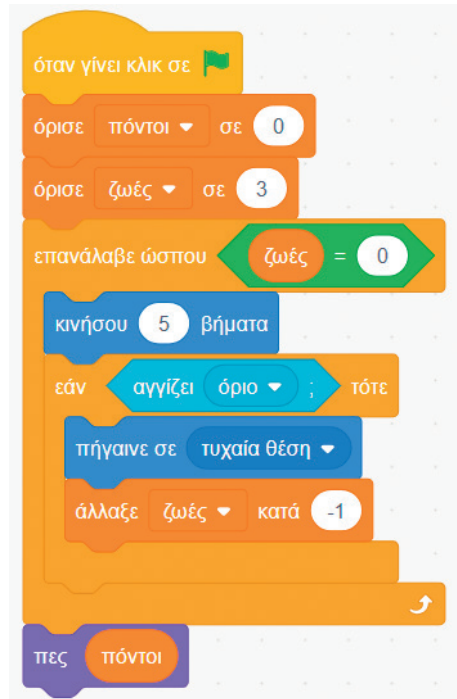 όταν γίνει κλικ σε
όρισε πόντοι σε 0
όρισε ζωές σε 3
επανάλαβε ώσπου ζωές = 0
κινήσου 5 βήματα
εάν αγγίζει όριο ; τότε
πήγαινε σε τυχαία θέση
άλλαξε ζωές κατά -1
πες πόντοι